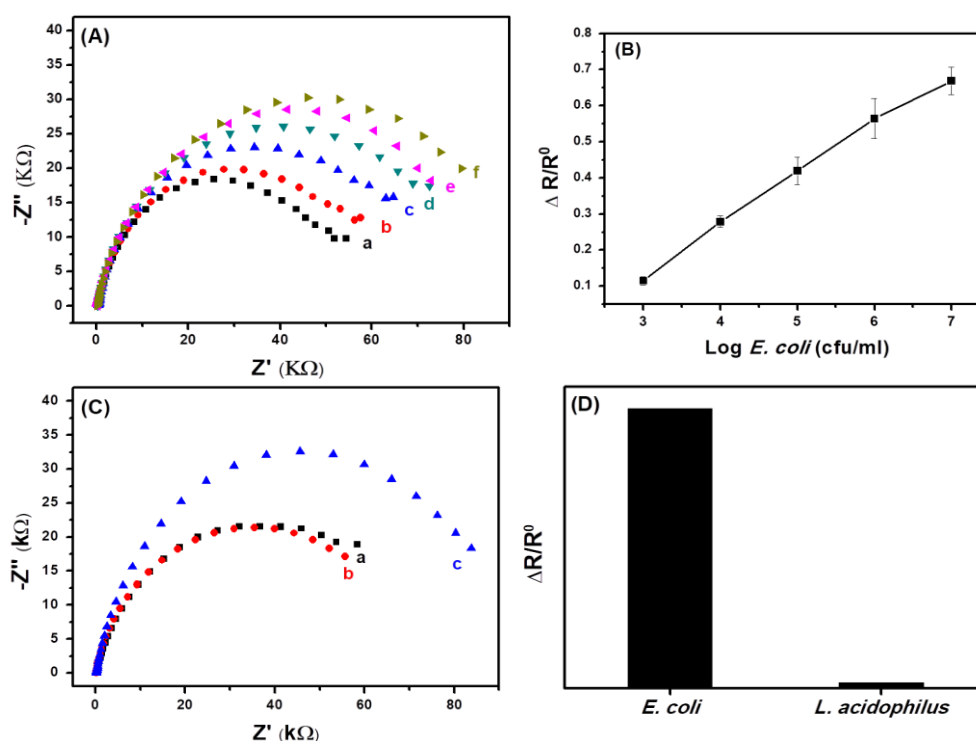 (A)
40
35
30
25
20
15
10
5
0
-Z'' (KΩ)
0 20 40 60 80
Z' (KΩ)
f
e
d
c
b
a
(B)
0.8
0.7
0.6
0.5
0.4
0.3
0.2
0.1
Δ R/R⁰
3 4 5 6 7
Log E. coli (cfu/ml)
(C)
40
35
30
25
20
15
10
5
0
-Z'' (kΩ)
0 20 40 60 80
Z' (kΩ)
a
b
c
(D)
ΔR/R⁰
E. coli L. acidophilus